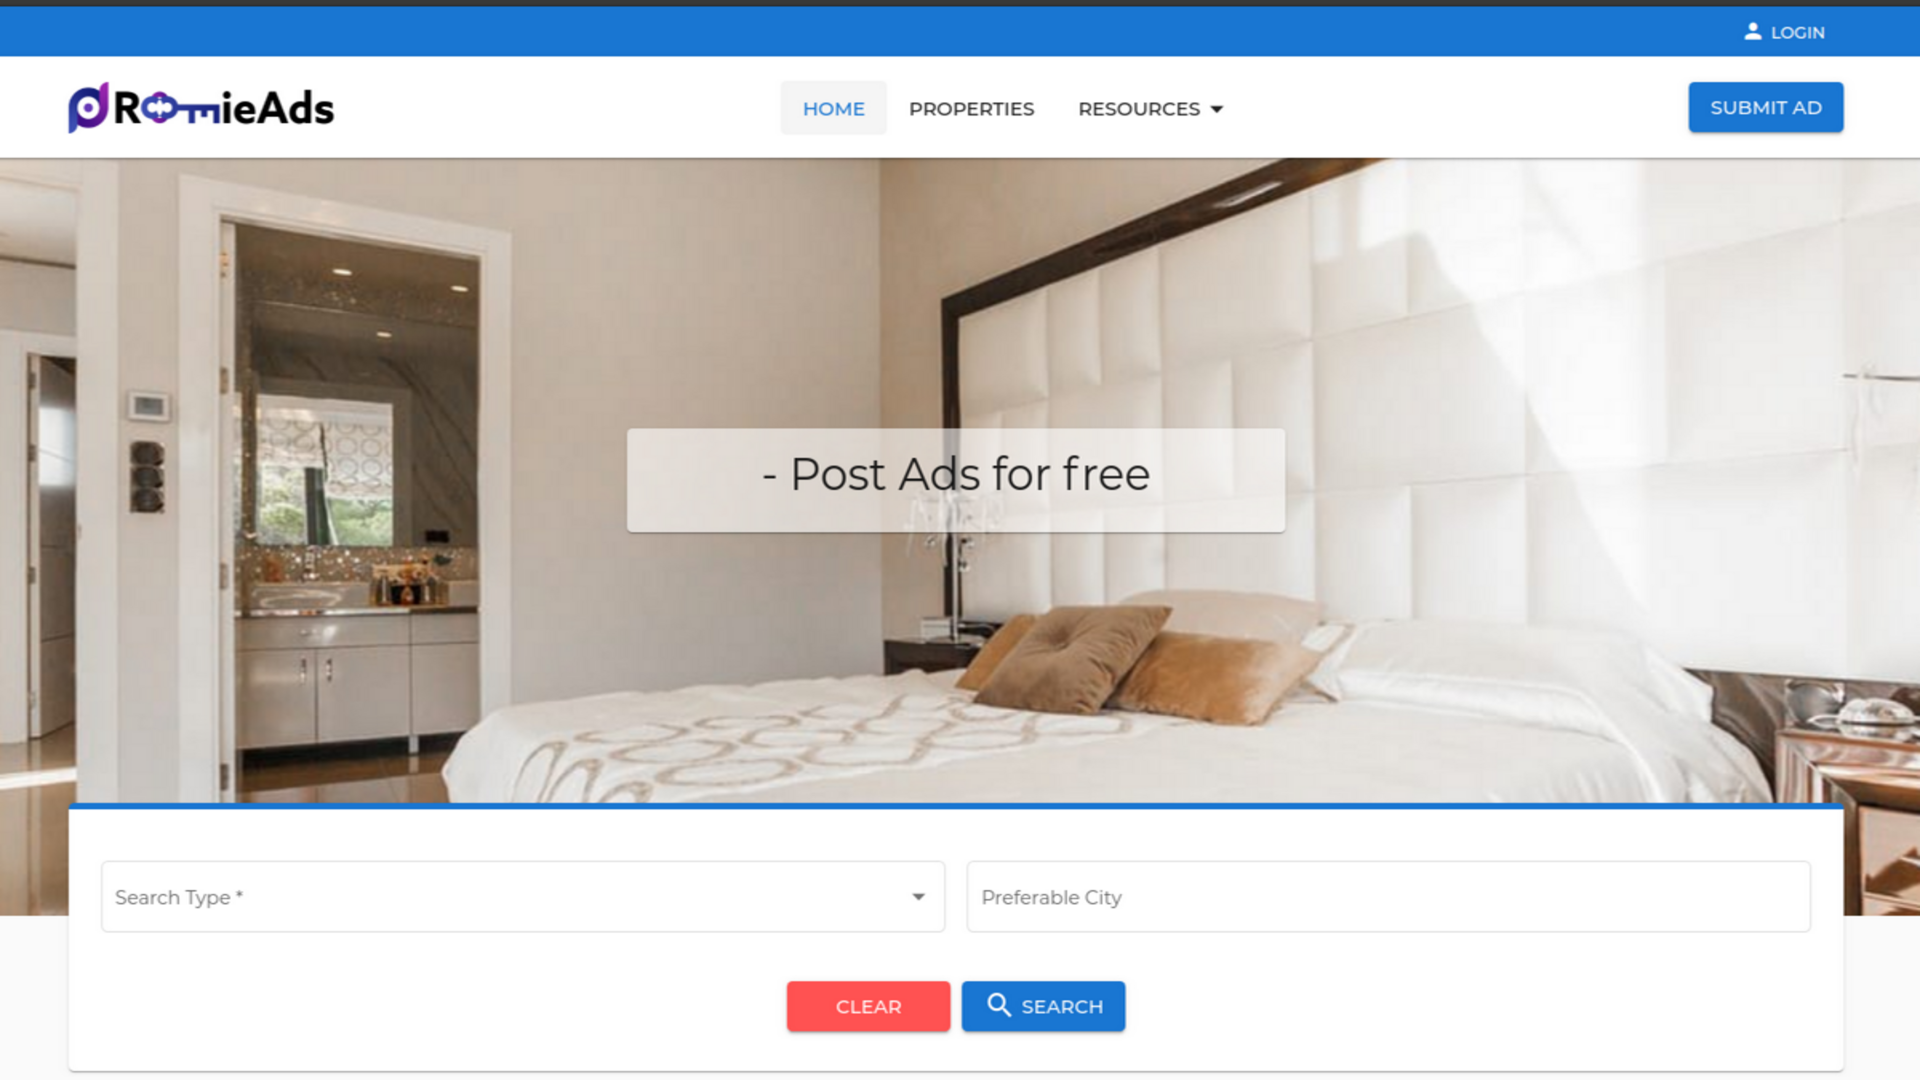 LOGIN
RoomieAds
HOME
PROPERTIES
RESOURCES
SUBMIT AD
- Post Ads for free
Search Type *
Preferable City
CLEAR
SEARCH